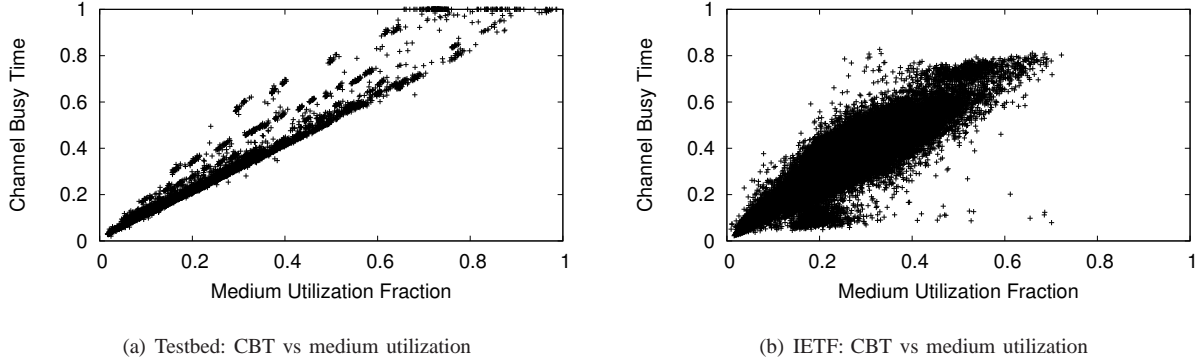 1
0.8
0.6
0.4
0.2
0
Channel Busy Time
0 0.2 0.4 0.6 0.8 1
Medium Utilization Fraction
(a) Testbed: CBT vs medium utilization
1
0.8
0.6
0.4
0.2
0
Channel Busy Time
0 0.2 0.4 0.6 0.8 1
Medium Utilization Fraction
(b) IETF: CBT vs medium utilization